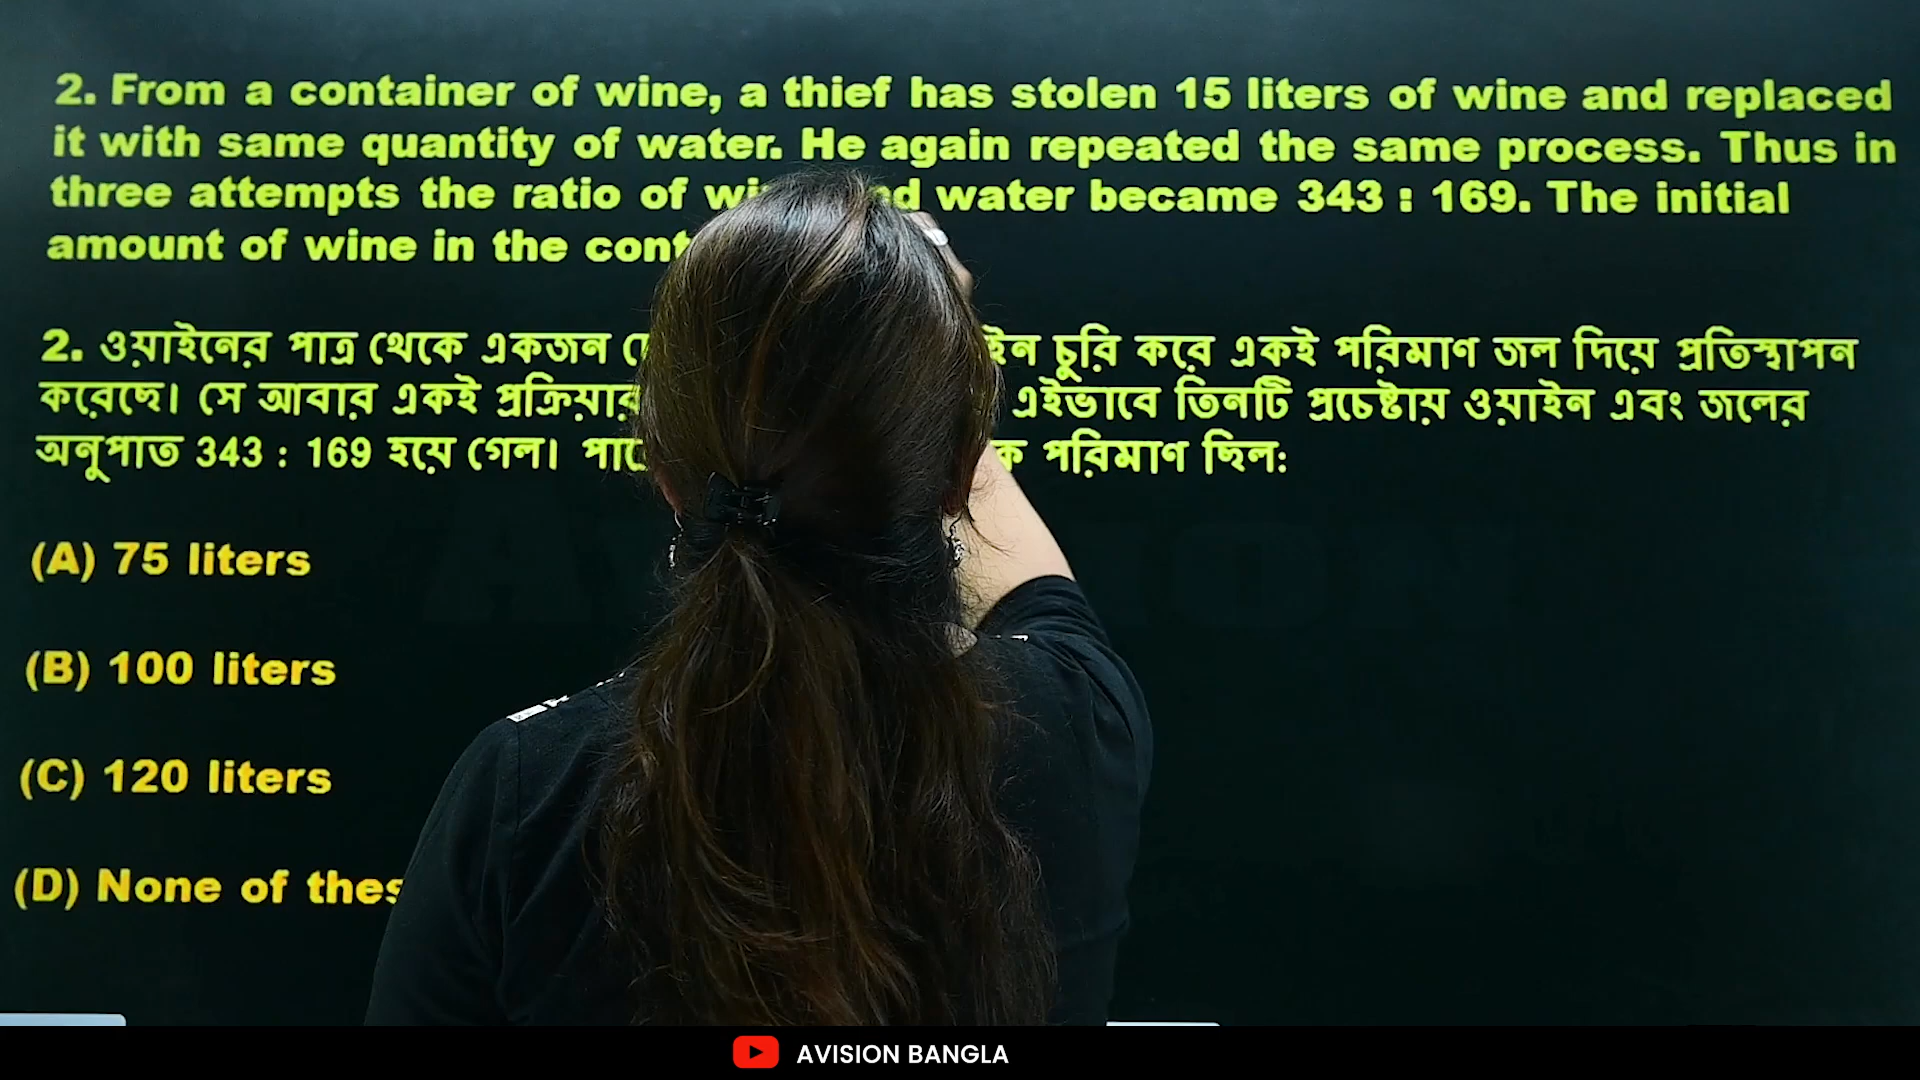 2. From a container of wine, a thief has stolen 15 liters of wine and replaced
it with same quantity of water. He again repeated the same process. Thus in
three attempts the ratio of water became 343 : 169. The initial
amount of wine in the
2. ওয়াইনের পাত্র থেকে একজন চুরি করে একই পরিমাণ জল দিয়ে প্রতিস্থাপন
করেছে। সে আবার একই এইভাবে তিনটি প্রচেষ্টায় ওয়াইন এবং জলের
অনুপাত 343 : 169 হয়ে গেল। পরিমাণ ছিল:
(A) 75 liters
(B) 100 liters
(C) 120 liters
(D) None of
AVISION BANGLA